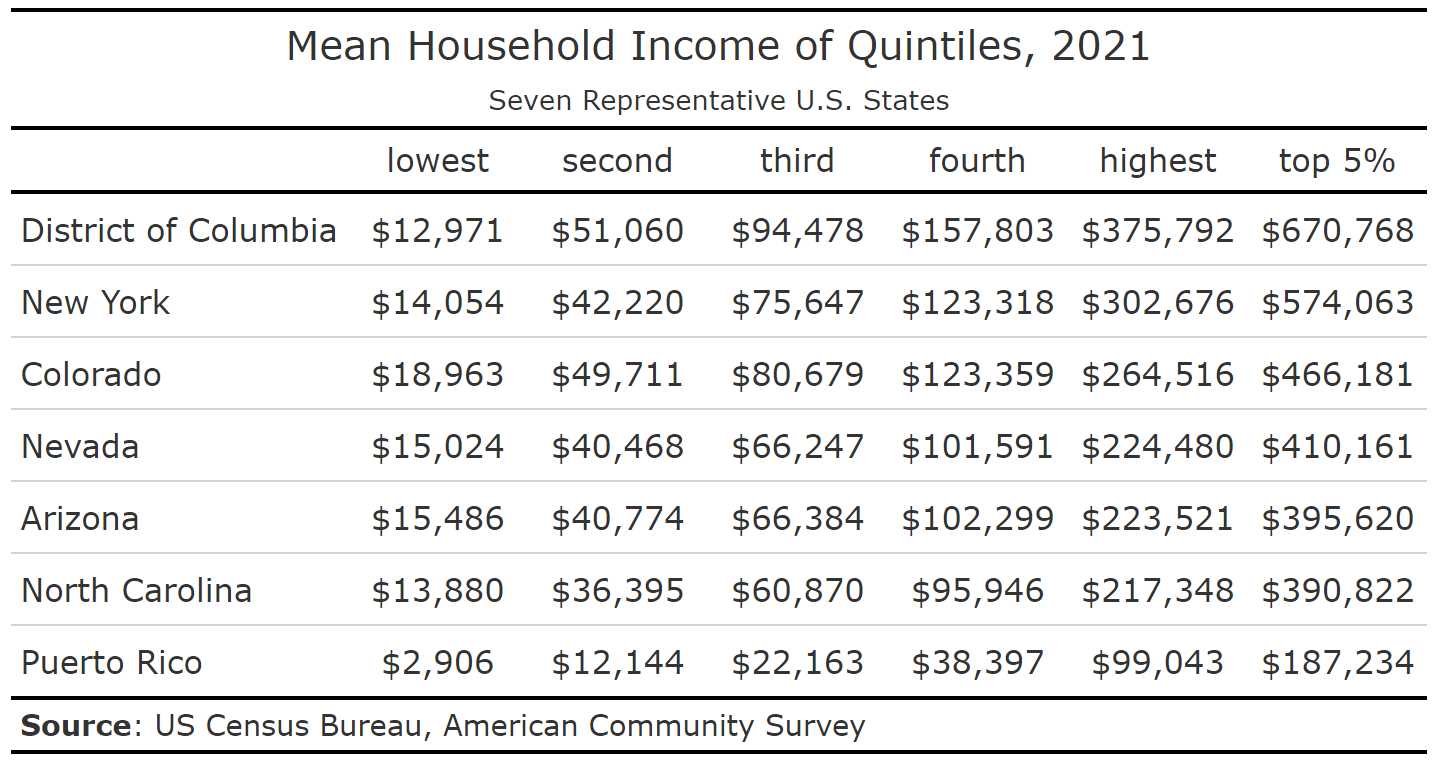 Mean Household Income of Quintiles, 2021
Seven Representative U.S. States
lowest second third fourth highest top 5%
District of Columbia $12,971 $51,060 $94,478 $157,803 $375,792 $670,768
New York $14,054 $42,220 $75,647 $123,318 $302,676 $574,063
Colorado $18,963 $49,711 $80,679 $123,359 $264,516 $466,181
Nevada $15,024 $40,468 $66,247 $101,591 $224,480 $410,161
Arizona $15,486 $40,774 $66,384 $102,299 $223,521 $395,620
North Carolina $13,880 $36,395 $60,870 $95,946 $217,348 $390,822
Puerto Rico $2,906 $12,144 $22,163 $38,397 $99,043 $187,234
Source: US Census Bureau, American Community Survey